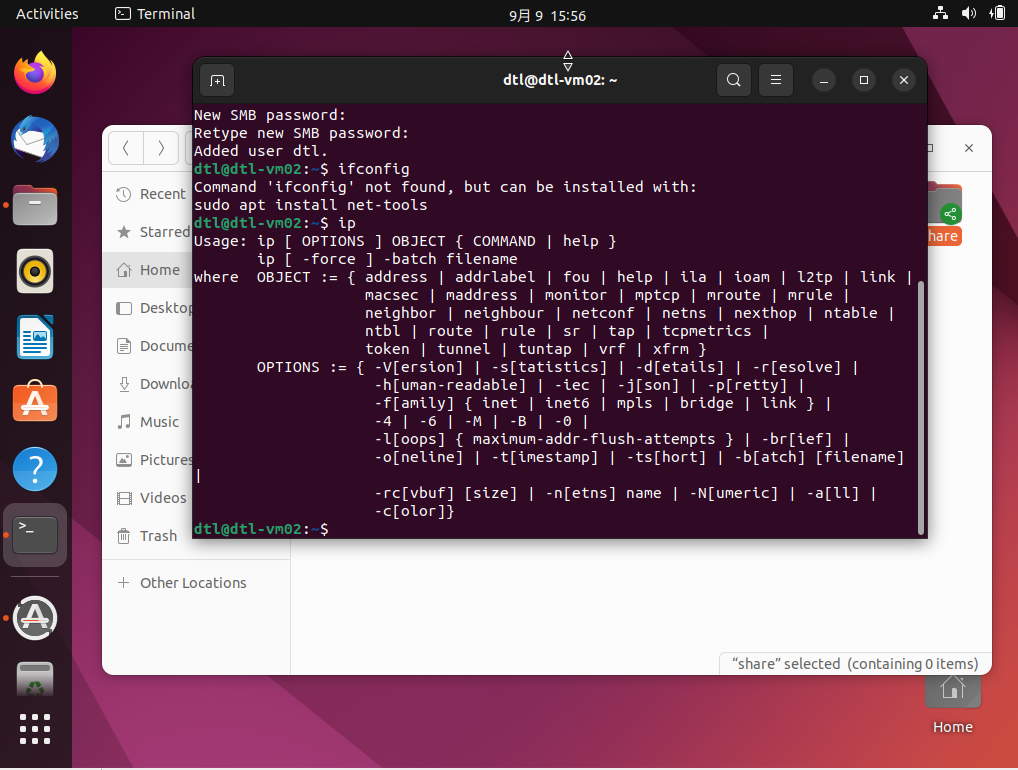 Activities
Terminal
9月 9 15:56
dtl@dtl-vm02: ~
New SMB password:
Retype new SMB password:
Added user dtl.
dtl@dtl-vm02:~$ ifconfig
Command 'ifconfig' not found, but can be installed with:
sudo apt install net-tools
dtl@dtl-vm02:~$ ip
Usage: ip [ OPTIONS ] OBJECT { COMMAND | help }
ip [ -force ] -batch filename
where OBJECT := { address | addrlabel | fou | help | ila | ioam | l2tp | link |
macsec | maddress | monitor | mptcp | mroute | mrule |
neighbor | neighbour | netconf | netns | nexthop | ntable |
ntbl | route | rule | sr | tap | tcpmetrics |
token | tunnel | tuntap | vrf | xfrm }
OPTIONS := { -V[ersion] | -s[tatistics] | -d[etails] | -r[esolve] |
-h[uman-readable] | -iec | -j[son] | -p[retty] |
-f[amily] { inet | inet6 | mpls | bridge | link } |
-4 | -6 | -M | -B | -0 |
-l[oops] { maximum-addr-flush-attempts } | -br[ief] |
-o[neline] | -t[imestamp] | -ts[hort] | -b[atch] [filename]
|
-rc[vbuf] [size] | -n[etns] name | -N[umeric] | -a[ll] |
-c[olor]}
dtl@dtl-vm02:~$
Recent
Starred
Home
Desktop
Docume
Downloa
Music
Pictures
Videos
Trash
Other Locations
hare
“share” selected (containing 0 items)
Home